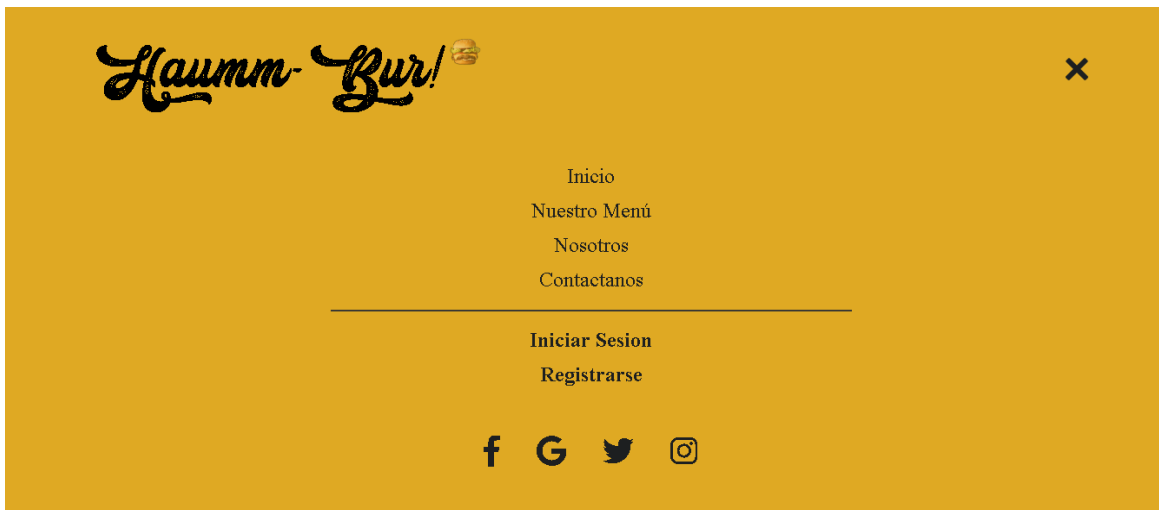 Haumm-Bur!
Inicio
Nuestro Menú
Nosotros
Contactanos
Iniciar Sesion
Registrarse